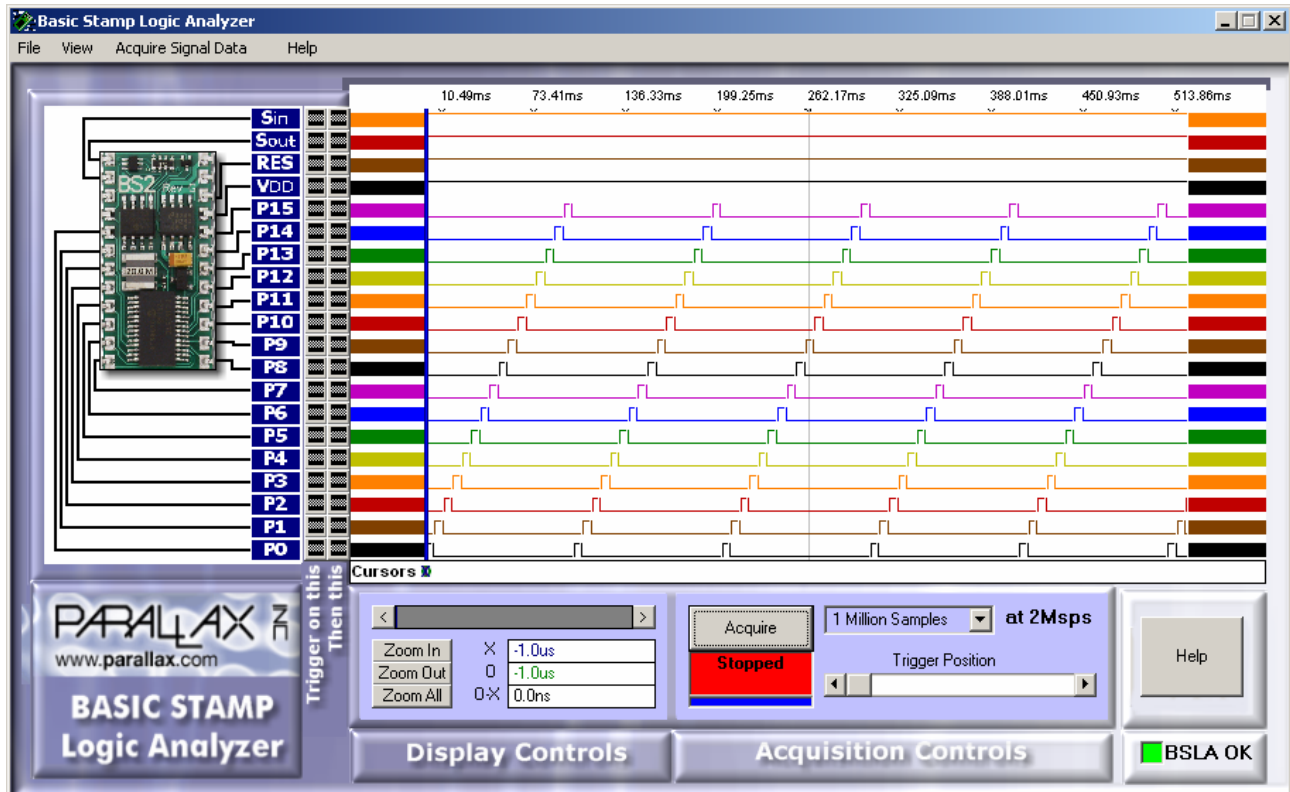 Basic Stamp Logic Analyzer
File View Acquire Signal Data Help
10.49ms 73.41ms 136.33ms 199.25ms 262.17ms 325.09ms 388.01ms 450.93ms 513.86ms
Sin
Sout
RES
VDD
P15
P14
P13
P12
P11
P10
P9
P8
P7
P6
P5
P4
P3
P2
P1
P0
BS2 Rev
20.0 M
Cursors
Trigger on this
Then this
PARALLAX INC
www.parallax.com
BASIC STAMP
Logic Analyzer
Zoom In X -1.0us
Zoom Out O -1.0us
Zoom All O-X 0.0ns
Display Controls
Acquire
Stopped
1 Million Samples at 2Msps
Trigger Position
Acquisition Controls
Help
BSLA OK